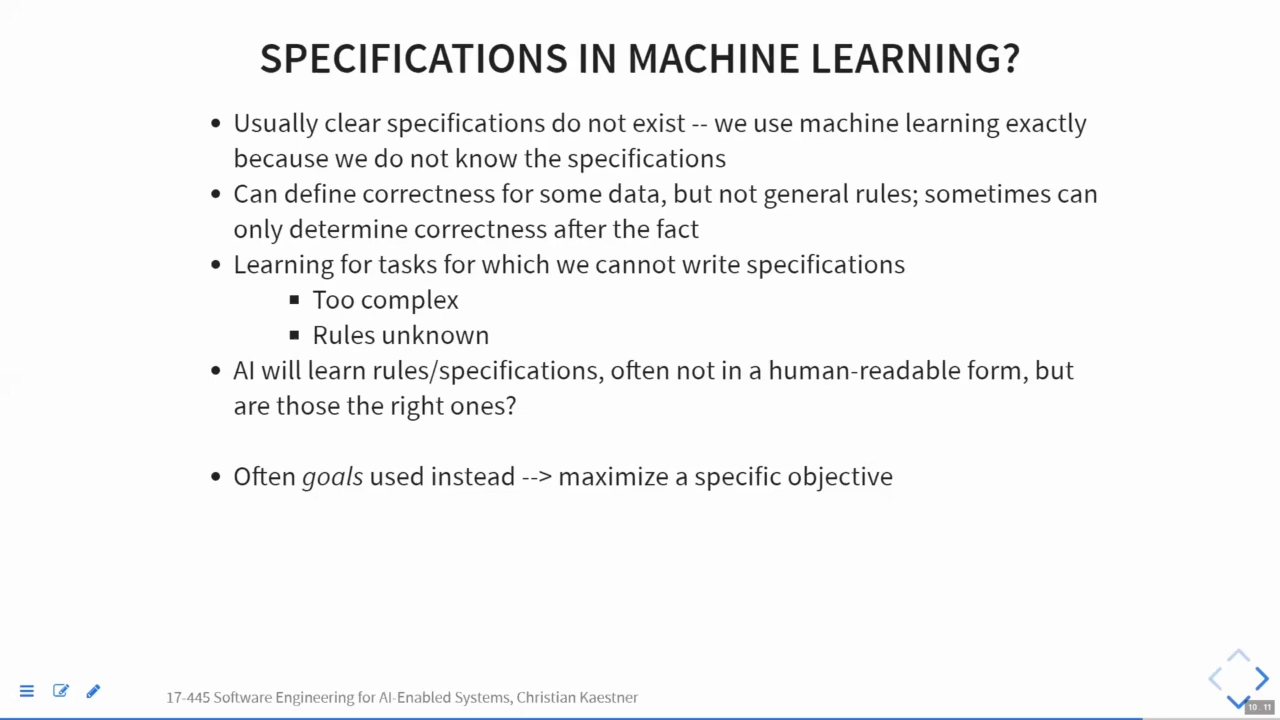 SPECIFICATIONS IN MACHINE LEARNING?
• Usually clear specifications do not exist -- we use machine learning exactly
because we do not know the specifications
• Can define correctness for some data, but not general rules; sometimes can
only determine correctness after the fact
• Learning for tasks for which we cannot write specifications
▪ Too complex
▪ Rules unknown
• AI will learn rules/specifications, often not in a human-readable form, but
are those the right ones?
• Often goals used instead --> maximize a specific objective
17-445 Software Engineering for AI-Enabled Systems, Christian Kaestner
10 . 11